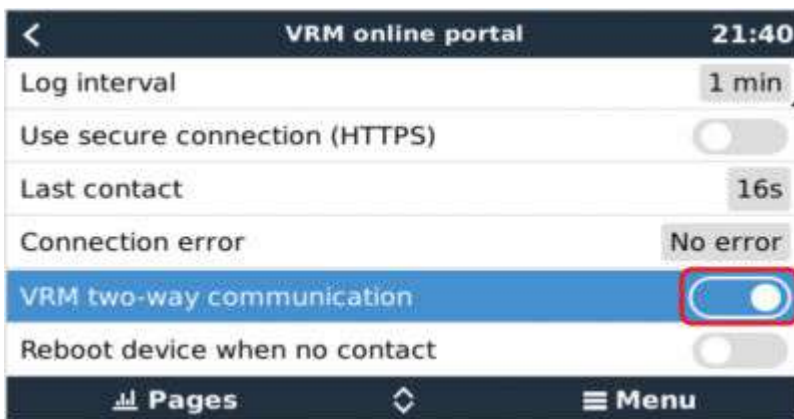 VRM online portal 21:40
Log interval 1 min
Use secure connection (HTTPS)
Last contact 16s
Connection error No error
VRM two-way communication
Reboot device when no contact
Pages Menu